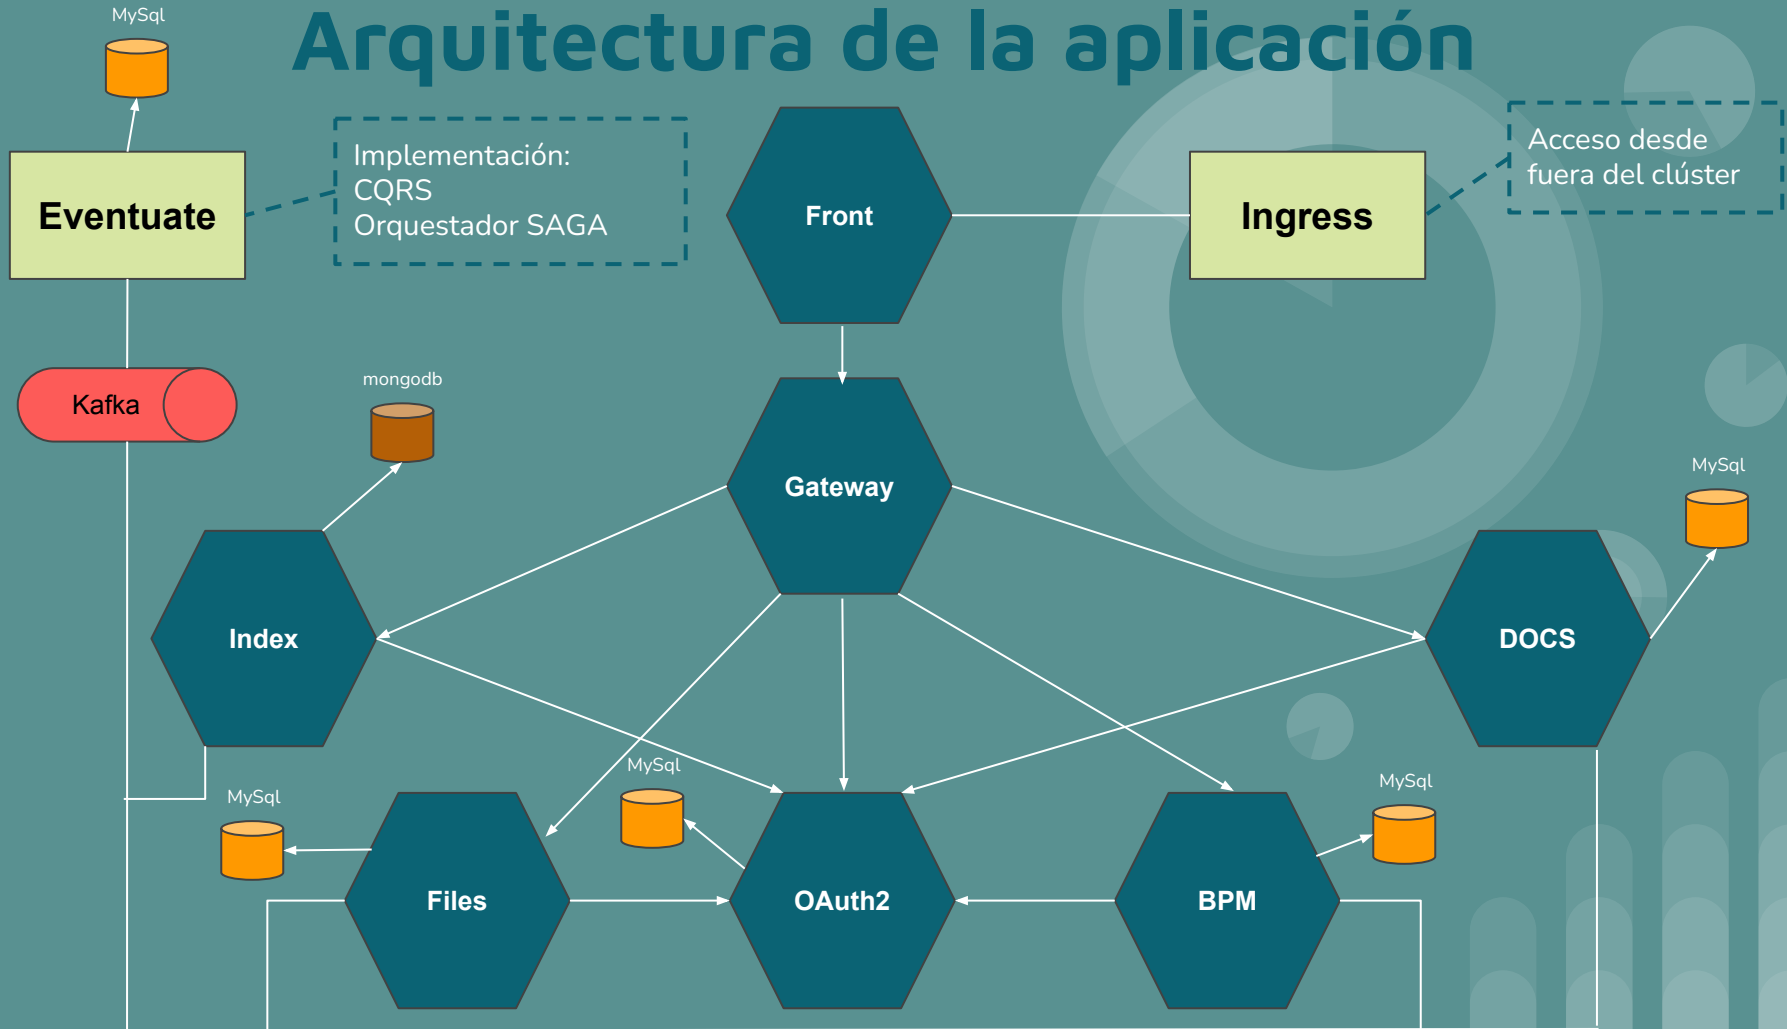 MySql
Arquitectura de la aplicación
Eventuate
Implementación:
CQRS
Orquestador SAGA
Front
Ingress
Acceso desde
fuera del clúster
Kafka
mongodb
Gateway
MySql
Index
DOCS
MySql
MySql
MySql
Files
OAuth2
BPM